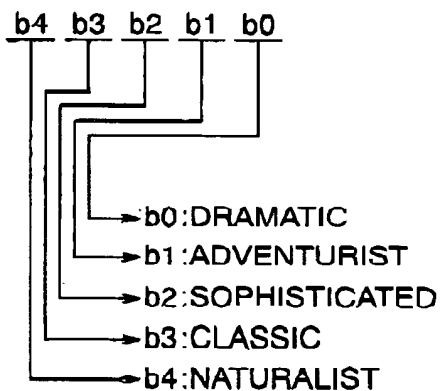 b4 b3 b2 b1 b0
b0:DRAMATIC
b1:ADVENTURIST
b2:SOPHISTICATED
b3:CLASSIC
b4:NATURALIST